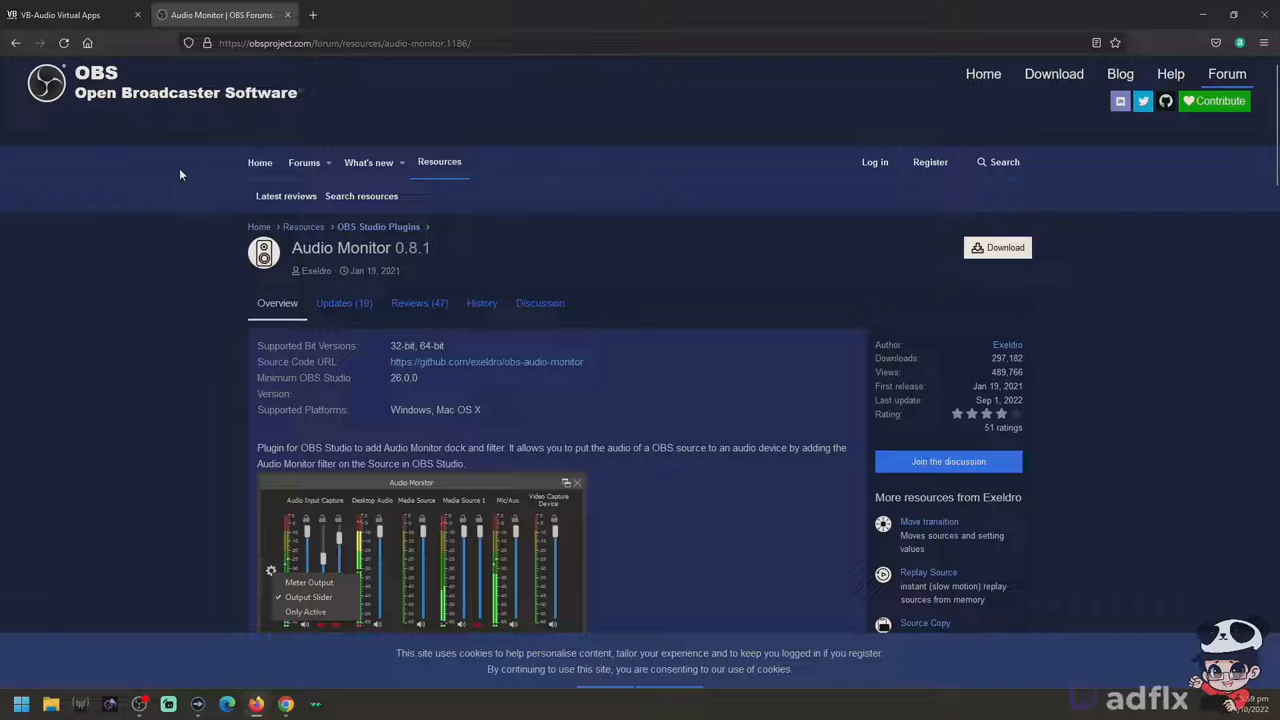 VB-Audio Virtual Apps
Audio Monitor | OBS Forums
https://obsproject.com/forum/resources/audio-monitor.1186/
OBS
Open Broadcaster Software
Home Download Blog Help Forum
Contribute
Home Forums What's new Resources
Log in Register Search
Latest reviews Search resources
Home Resources OBS Studio Plugins
Audio Monitor 0.8.1
Download
Exeldro Jan 19, 2021
Overview Updates (19) Reviews (47) History Discussion
Supported Bit Versions: 32-bit, 64-bit
Source Code URL: https://github.com/exeldro/obs-audio-monitor
Minimum OBS Studio 26.0.0
Version:
Supported Platforms: Windows, Mac OS X
Plugin for OBS Studio to add Audio Monitor dock and filter. It allows you to put the audio of a OBS source to an audio device by adding the
Audio Monitor filter on the Source in OBS Studio.
Audio Monitor
Audio Input Capture Desktop Audio Media Source Media Source 1 Mic/Aux Video Capture
Device
Meter Output
Output Slider
Only Active
Author: Exeldro
Downloads: 297,182
Views: 489,766
First release: Jan 19, 2021
Last update: Sep 1, 2022
Rating:
51 ratings
Join the discussion
More resources from Exeldro
Move transition
Moves sources and setting
values
Replay Source
instant (slow motion) replay
sources from memory
Source Copy
This site uses cookies to help personalise content, tailor your experience and to keep you logged in if you register.
By continuing to use this site, you are consenting to our use of cookies.
adflx